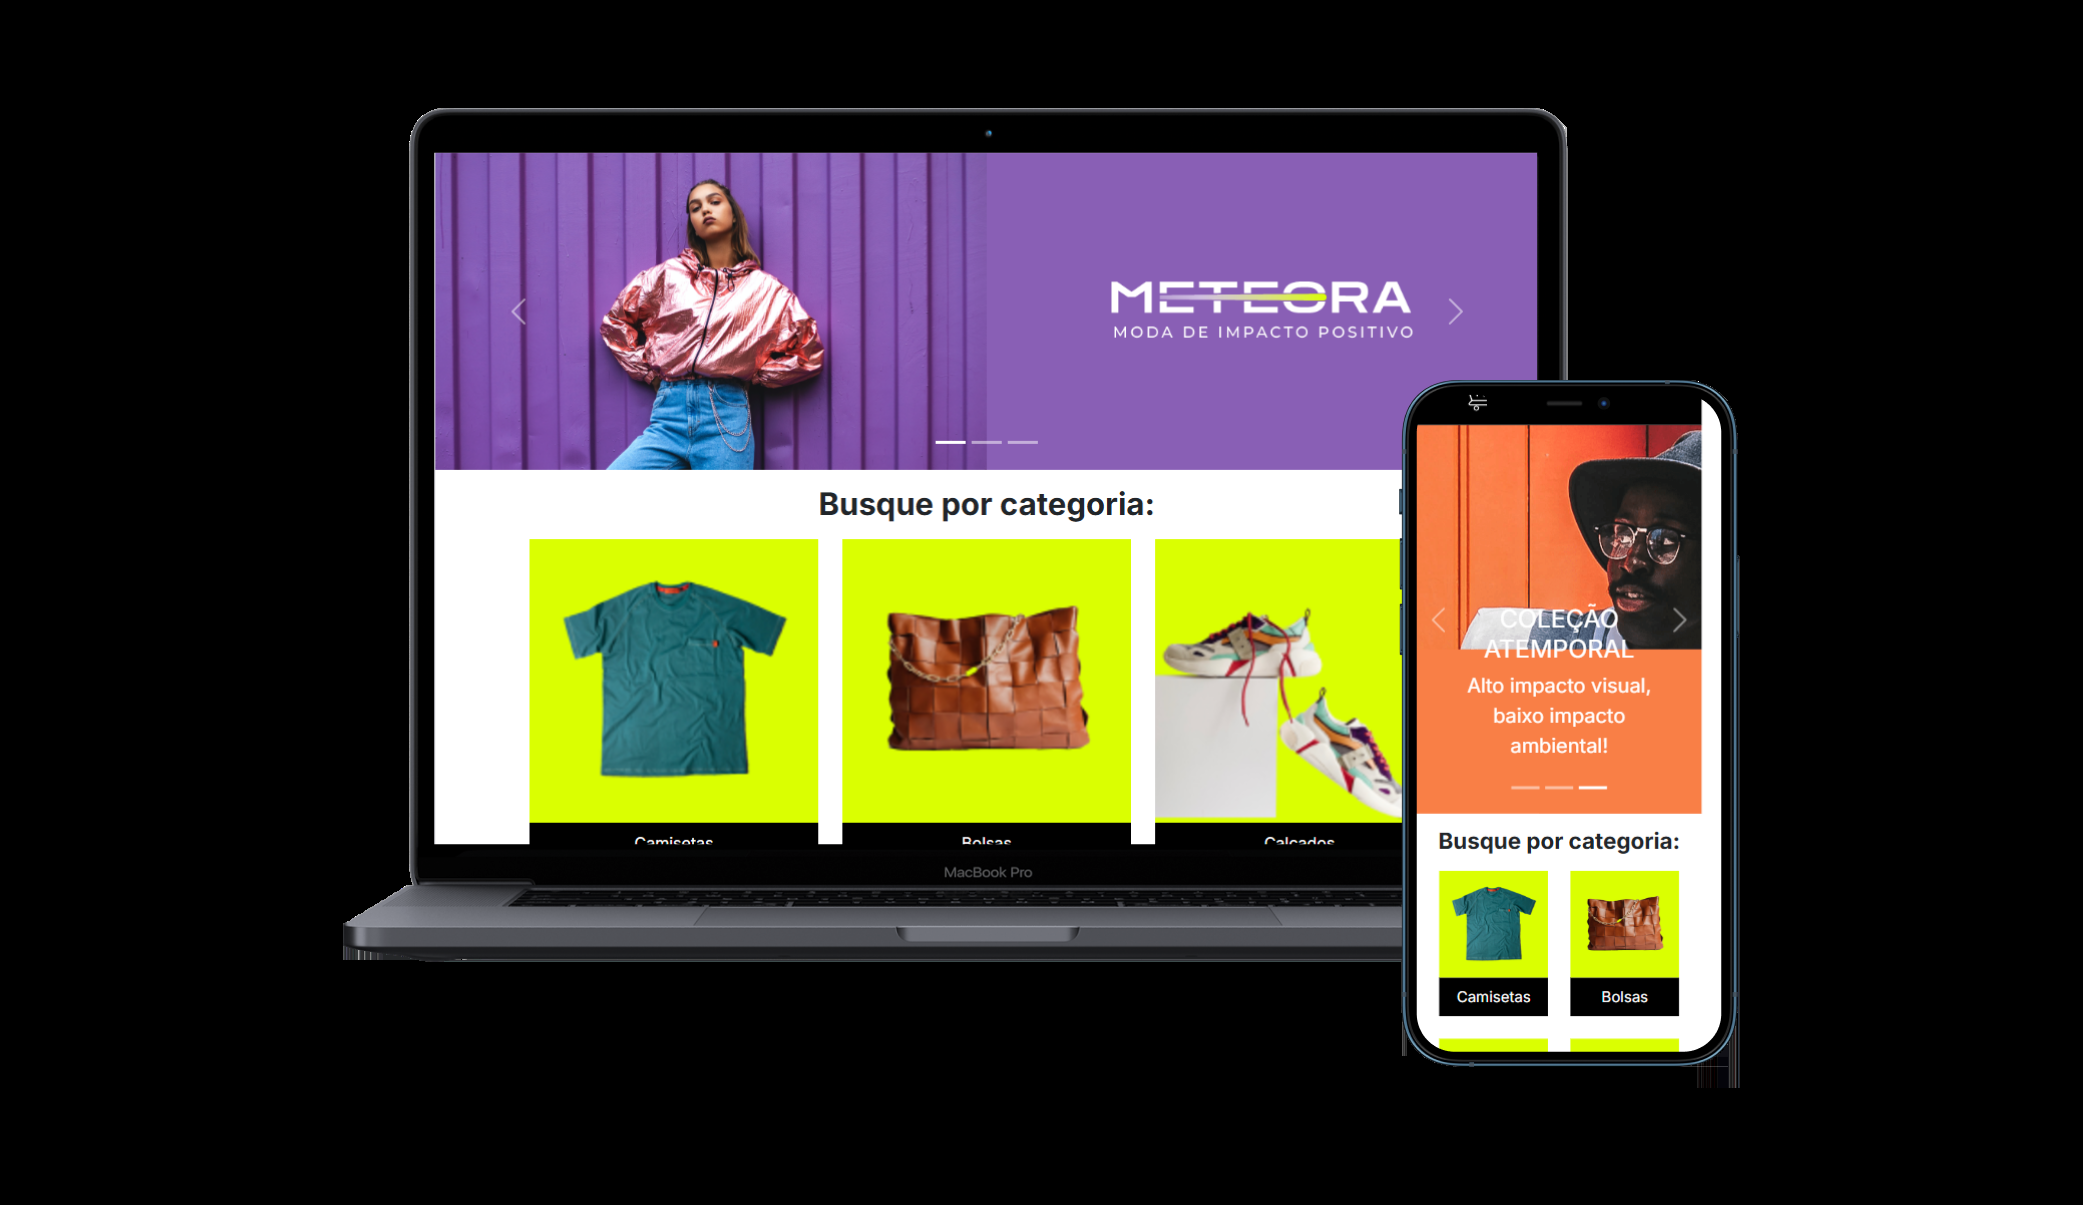 METEORA
MODA DE IMPACTO POSITIVO
Busque por categoria:
Camisetas
Bolsas
Calçados
MacBook Pro
COLEÇÃO
ATEMPORAL
Alto impacto visual,
baixo impacto
ambiental!
Busque por categoria:
Camisetas
Bolsas